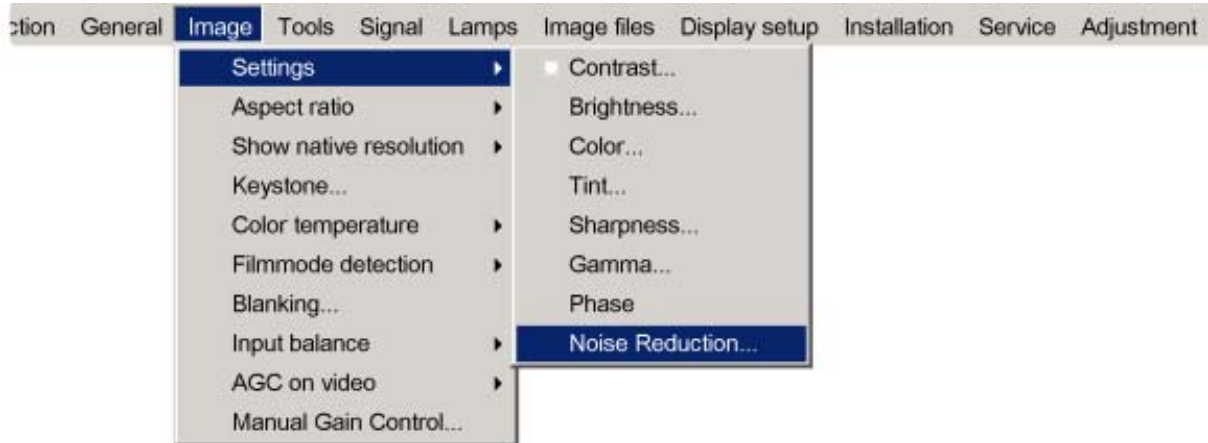 General Image Tools Signal Lamps Image files Display setup Installation Service Adjustment
Settings
Aspect ratio
Show native resolution
Keystone...
Color temperature
Filmmode detection
Blanking...
Input balance
AGC on video
Manual Gain Control...
Contrast...
Brightness...
Color...
Tint...
Sharpness...
Gamma...
Phase
Noise Reduction...